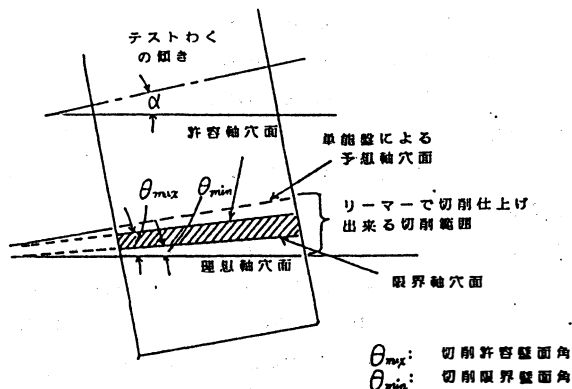 テストわく
の傾き
α
許容軸穴面
単能盤による
予想軸穴面
θmax
θmin
リーマーで切削仕上げ
出来る切削範囲
理想軸穴面
限界軸穴面
θmax: 切削許容壁面角
θmin: 切削限界壁面角